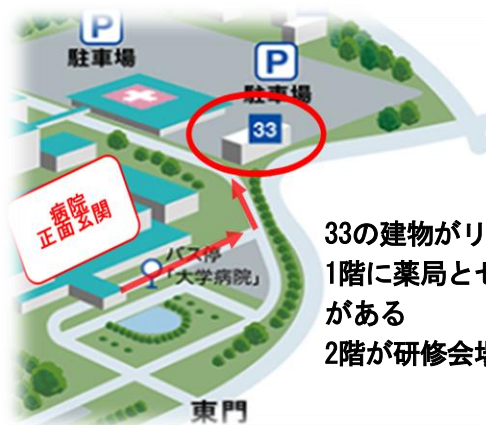 P
駐車場
P
駐車場
33
病院
正面玄関
バス停
「大学病院」
33の建物がリ
1階に薬局とセ
がある
2階が研修会場
東門